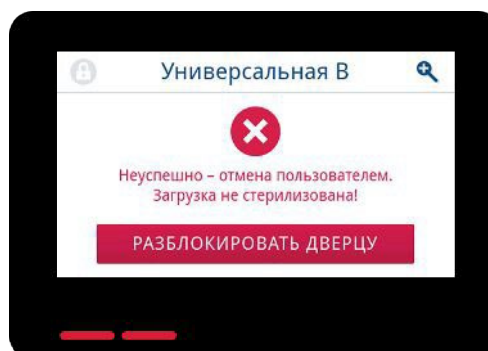 Универсальная B
Неуспешно – отмена пользователем.
Загрузка не стерилизована!
РАЗБЛОКИРОВАТЬ ДВЕРЦУ